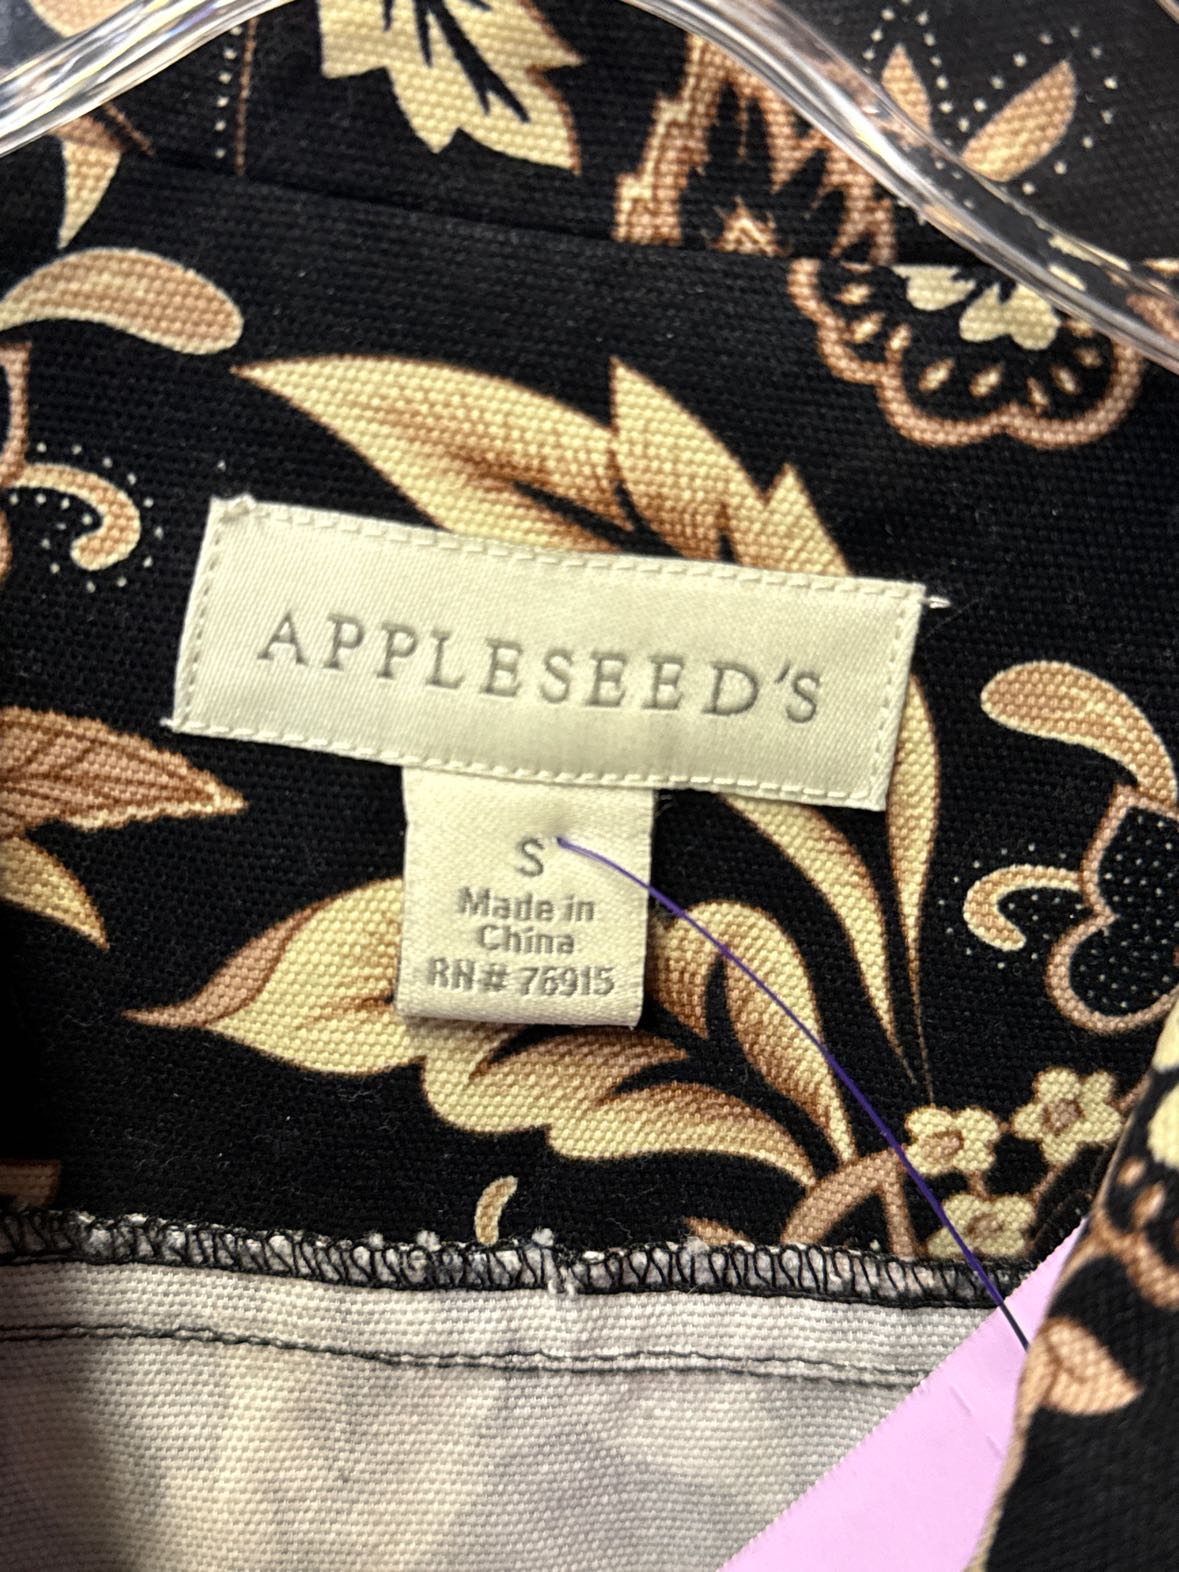 APPLESEED'S
S
Made in
China
RN# 76915